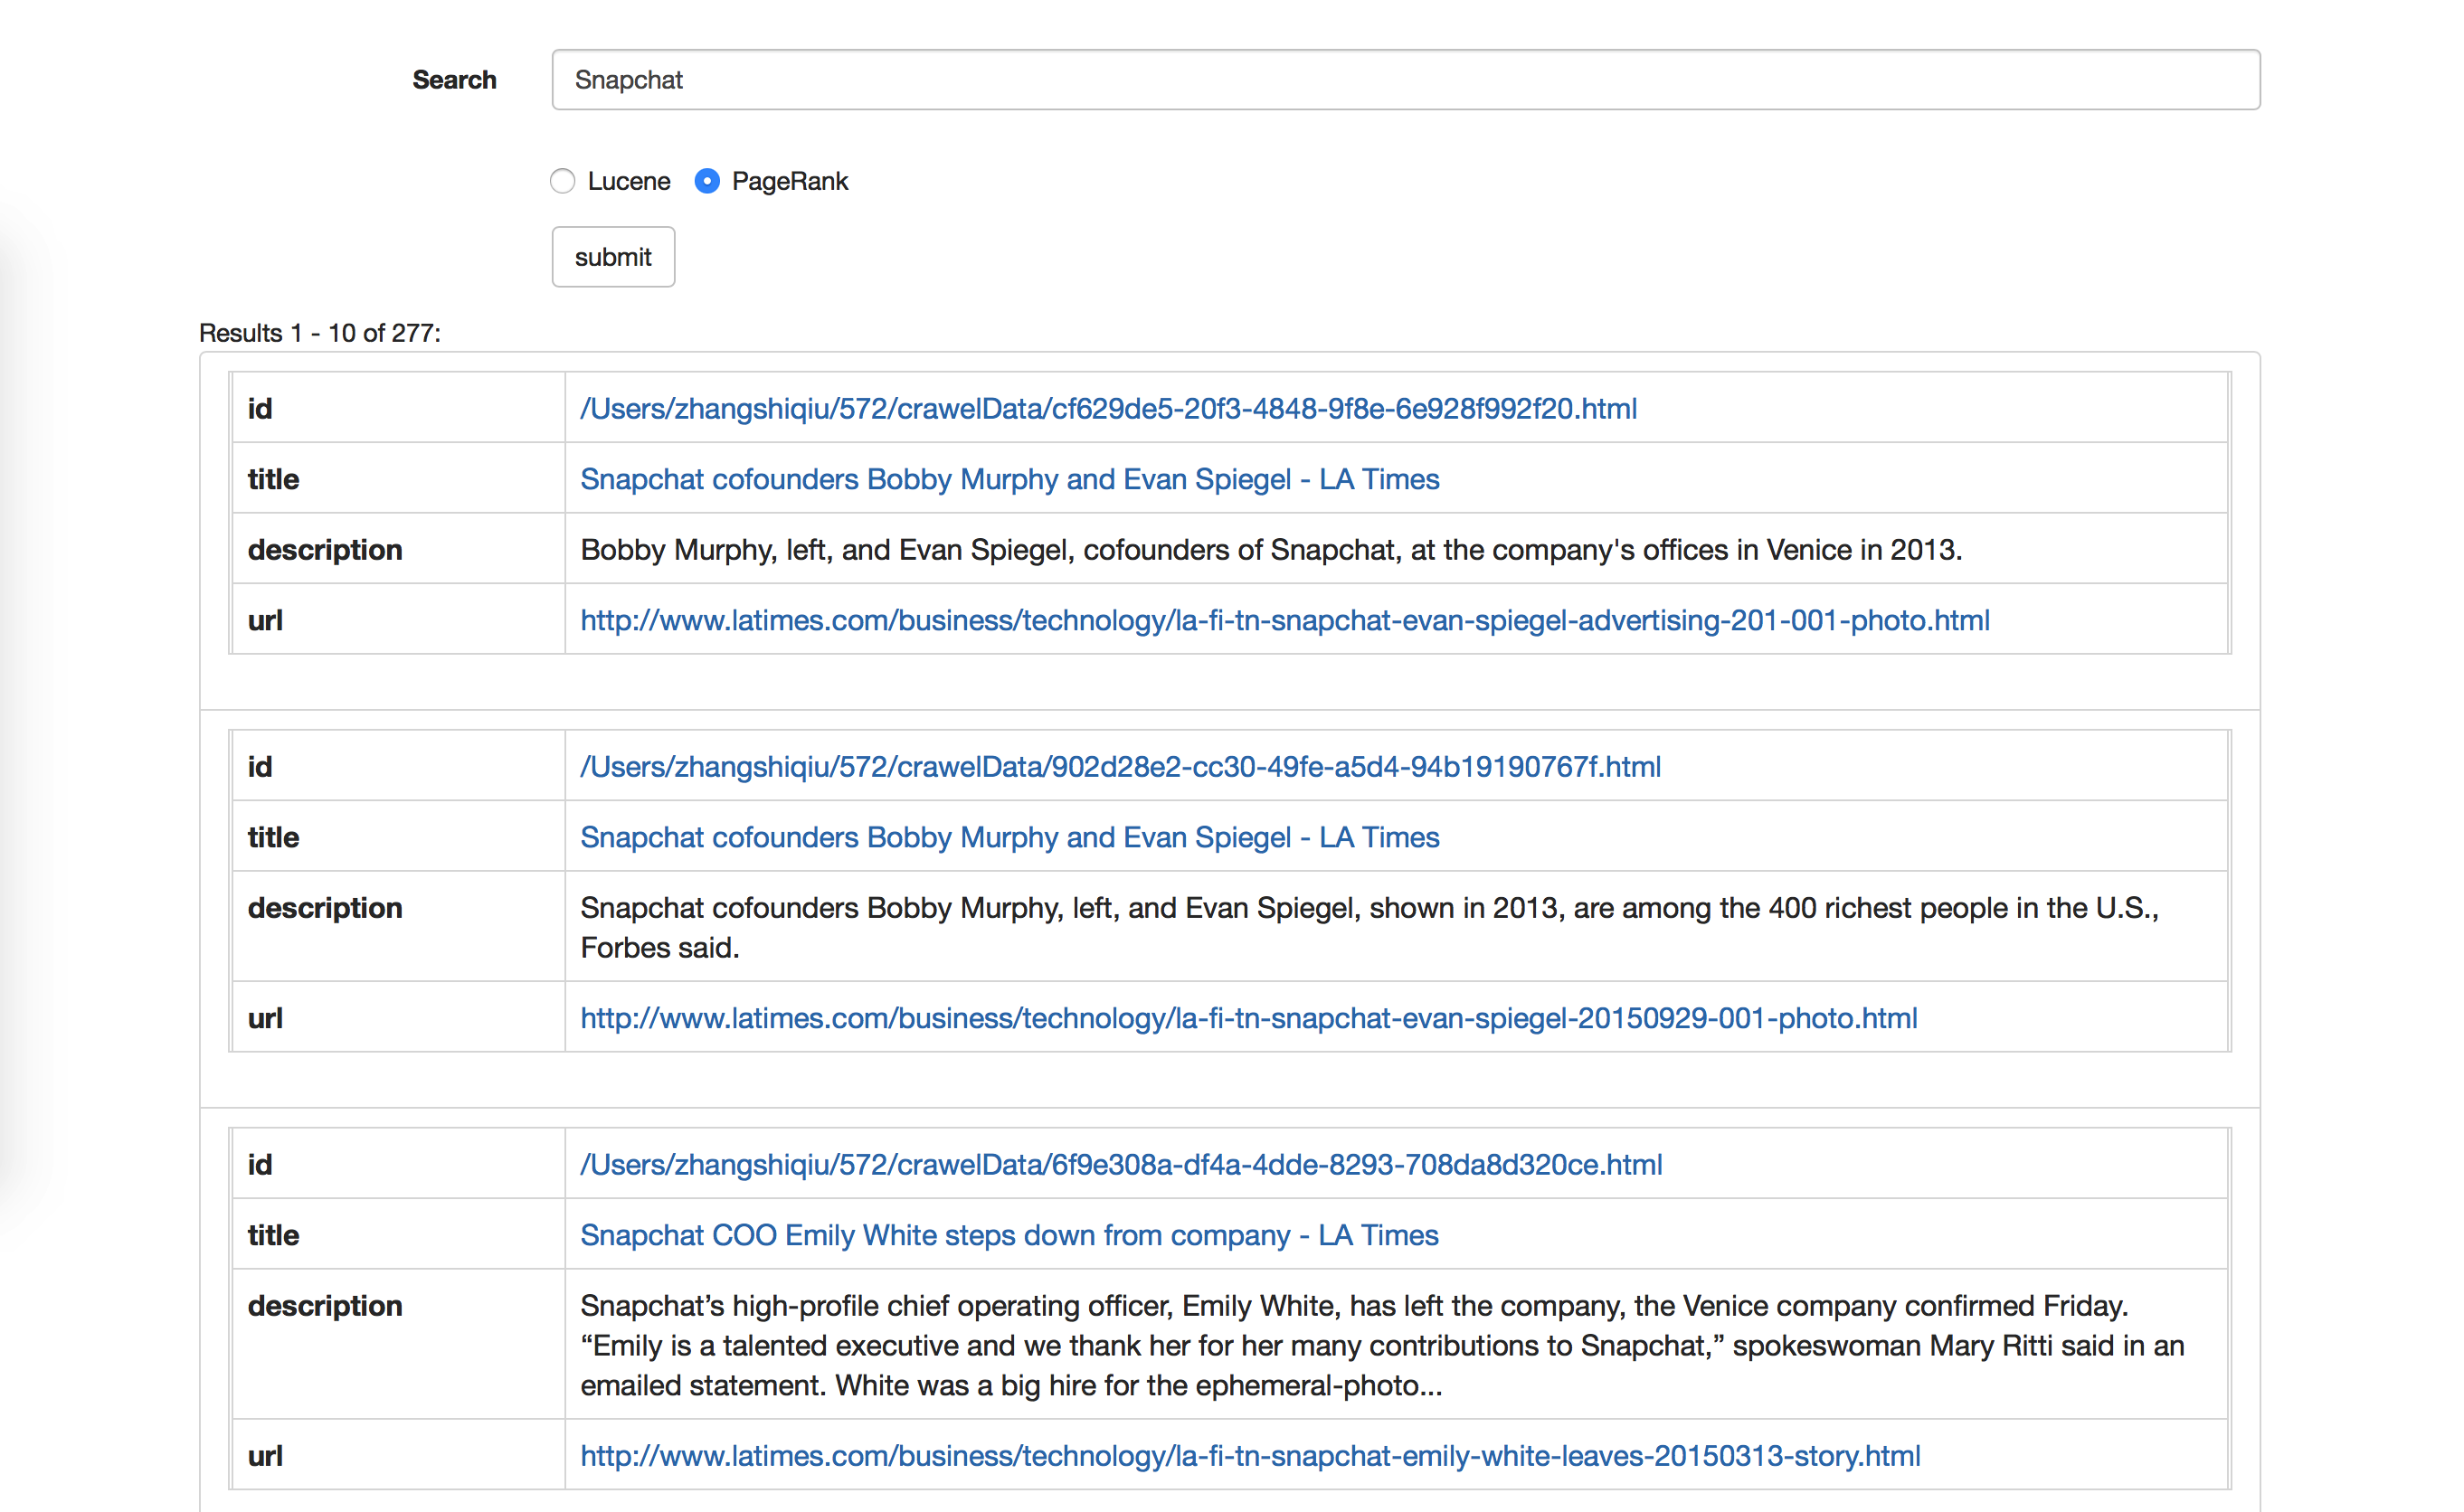 Search Snapchat
Lucene PageRank
submit
Results 1 - 10 of 277:
id /Users/zhangshiqiu/572/crawelData/cf629de5-20f3-4848-9f8e-6e928f992f20.html
title Snapchat cofounders Bobby Murphy and Evan Spiegel - LA Times
description Bobby Murphy, left, and Evan Spiegel, cofounders of Snapchat, at the company's offices in Venice in 2013.
url http://www.latimes.com/business/technology/la-fi-tn-snapchat-evan-spiegel-advertising-201-001-photo.html
id /Users/zhangshiqiu/572/crawelData/902d28e2-cc30-49fe-a5d4-94b19190767f.html
title Snapchat cofounders Bobby Murphy and Evan Spiegel - LA Times
description Snapchat cofounders Bobby Murphy, left, and Evan Spiegel, shown in 2013, are among the 400 richest people in the U.S.,
Forbes said.
url http://www.latimes.com/business/technology/la-fi-tn-snapchat-evan-spiegel-20150929-001-photo.html
id /Users/zhangshiqiu/572/crawelData/6f9e308a-df4a-4dde-8293-708da8d320ce.html
title Snapchat COO Emily White steps down from company - LA Times
description Snapchat’s high-profile chief operating officer, Emily White, has left the company, the Venice company confirmed Friday.
“Emily is a talented executive and we thank her for her many contributions to Snapchat,” spokeswoman Mary Ritti said in an
emailed statement. White was a big hire for the ephemeral-photo...
url http://www.latimes.com/business/technology/la-fi-tn-snapchat-emily-white-leaves-20150313-story.html